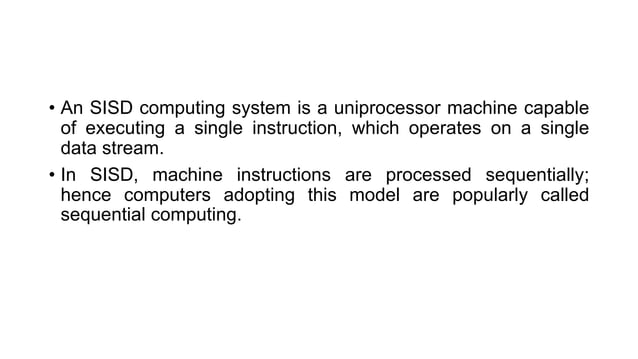 • An SISD computing system is a uniprocessor machine capable
of executing a single instruction, which operates on a single
data stream.
• In SISD, machine instructions are processed sequentially;
hence computers adopting this model are popularly called
sequential computing.